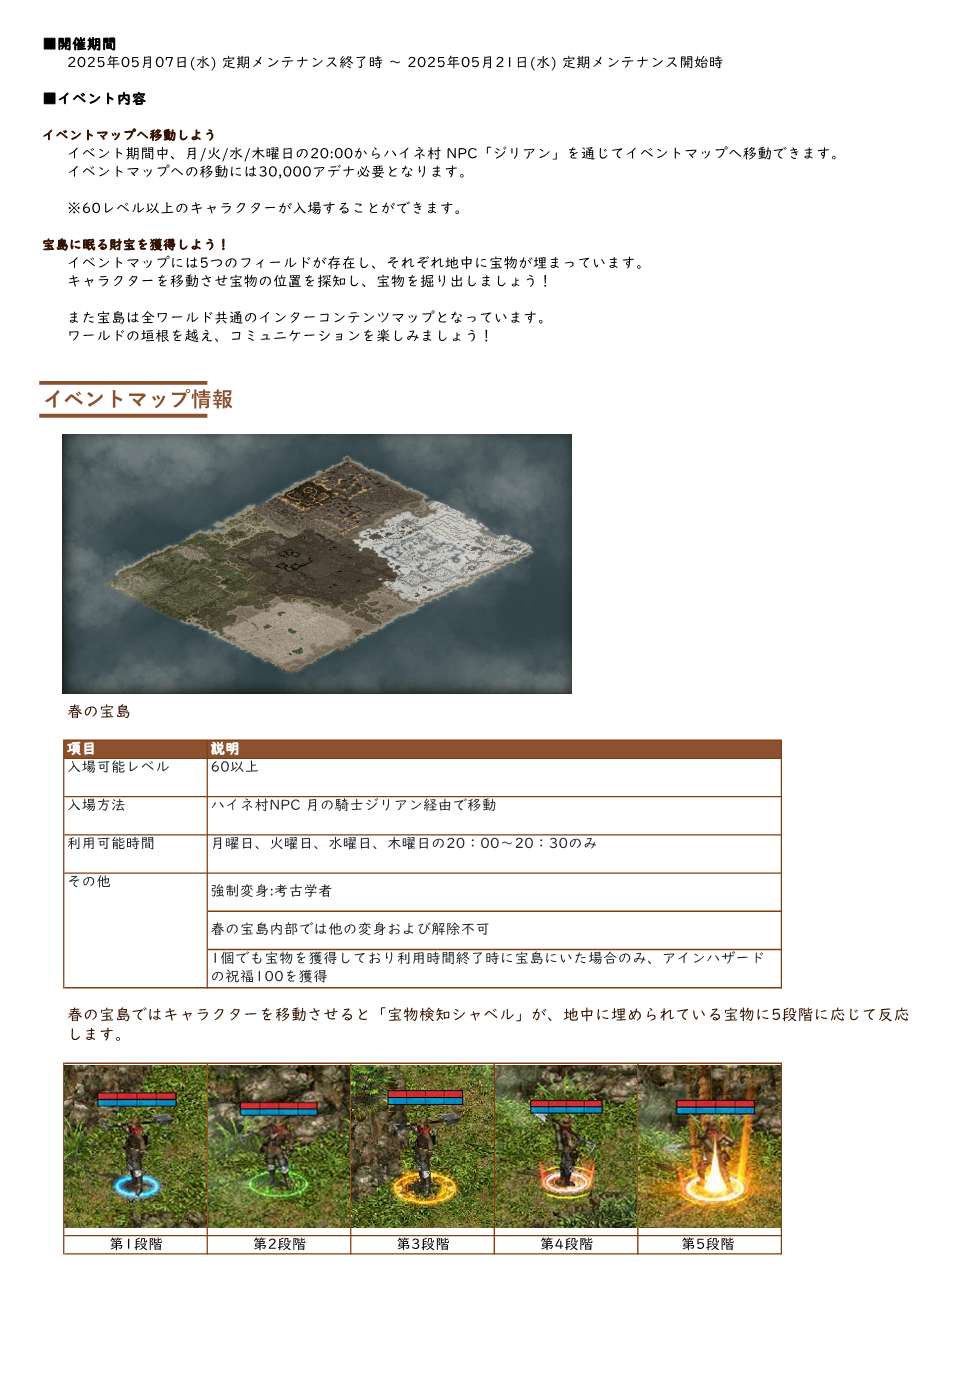 ■開催期間
2025年05月07日(水) 定期メンテナンス終了時 ～ 2025年05月21日(水) 定期メンテナンス開始時
■イベント内容
イベントマップへ移動しよう
イベント期間中、月/火/水/木曜日の20:00からハイネ村 NPC「ジリアン」を通じてイベントマップへ移動できます。
イベントマップへの移動には30,000アデナ必要となります。
※60レベル以上のキャラクターが入場することができます。
宝島に眠る財宝を獲得しよう！
イベントマップには5つのフィールドが存在し、それぞれ地中に宝物が埋まっています。
キャラクターを移動させ宝物の位置を探知し、宝物を掘り出しましょう！
また宝島は全ワールド共通のインターコンテンツマップとなっています。
ワールドの垣根を越え、コミュニケーションを楽しみましょう！
イベントマップ情報
春の宝島
項目 説明
入場可能レベル 60以上
入場方法 ハイネ村NPC 月の騎士ジリアン経由で移動
利用可能時間 月曜日、火曜日、水曜日、木曜日の20：00～20：30のみ
その他
強制変身:考古学者
春の宝島内部では他の変身および解除不可
1個でも宝物を獲得しており利用時間終了時に宝島にいた場合のみ、アインハザード
の祝福100を獲得
春の宝島ではキャラクターを移動させると「宝物検知シャベル」が、地中に埋められている宝物に5段階に応じて反応
します。
第1段階 第2段階 第3段階 第4段階 第5段階